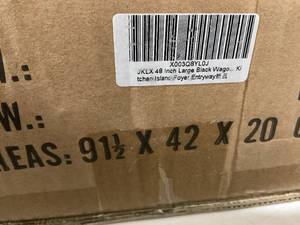 X003Q8YL0J
JKLX 48 Inch Large Black Wago... Ki
tchen Island Foyer Entryway
N.:
W.:
EAS: 91½ X 42 X 20